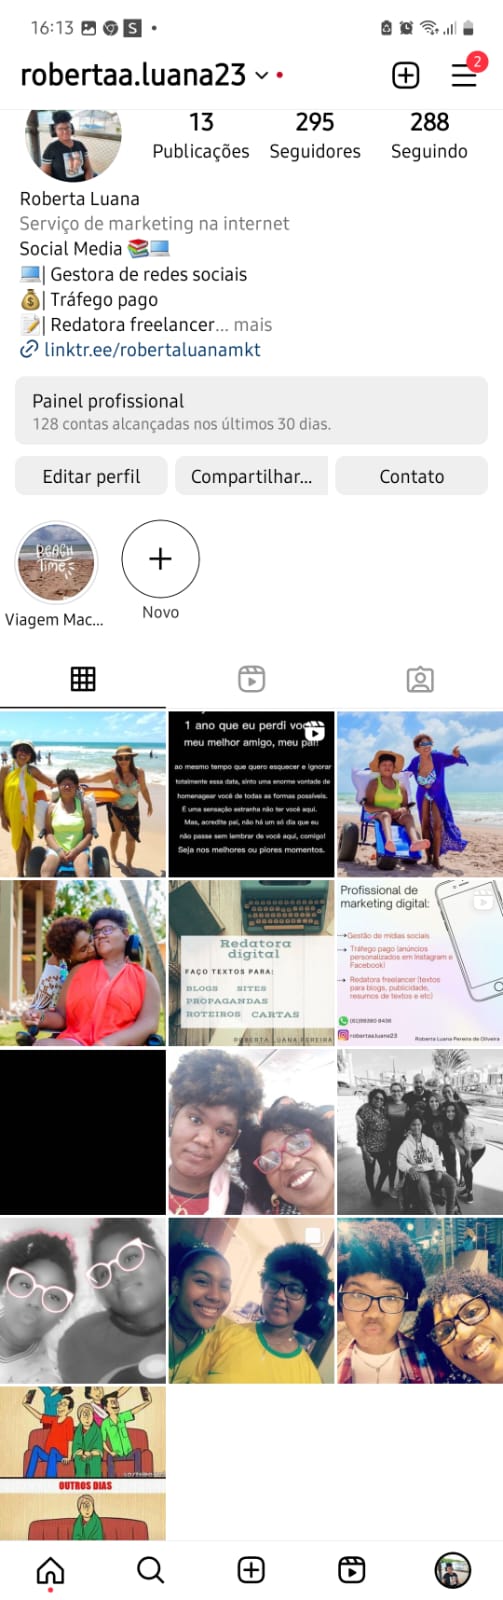 16:13
S
robertaa.luana23
2
13
295
288
Publicações
Seguidores
Seguindo
Roberta Luana
Serviço de marketing na internet
Social Media
| Gestora de redes sociais
| Tráfego pago
| Redatora freelancer... mais
linktr.ee/robertaluanamkt
Painel profissional
128 contas alcançadas nos últimos 30 dias.
Editar perfil
Compartilhar...
Contato
BEACH
Time
Viagem Mac...
Novo
1 ano que eu perdi você
meu melhor amigo, meu pai!
ao mesmo tempo que quero esquecer e ignorar
totalmente essa data, sinto uma enorme vontade de
homenagear você de todas as formas possíveis.
É uma sensação estranha não ter você aqui.
Mas, acredite pai, não há um só dia que eu
não passe sem lembrar de você aqui, comigo!
Seja nos melhores ou piores momentos.
Redatora
digital
FAÇO TEXTOS PARA:
BLOGS SITES
PROPAGANDAS
ROTEIROS CARTAS
ROBERTA LUANA PEREIRA
Profissional de
marketing digital:
Gestão de mídias sociais
Tráfego pago (anúncios
personalizados em Instagram e
Facebook)
Redatora freelancer (textos
para blogs, publicidade,
resumos de textos e etc)
robertaa.luana23
Roberta Luana Pereira de Oliveira
OUTROS DIAS